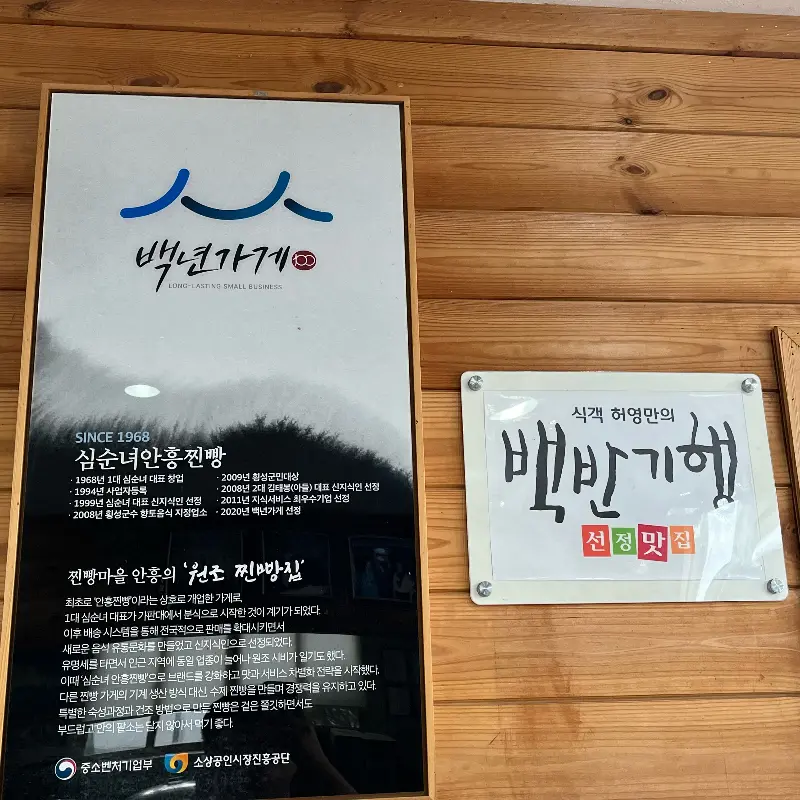 백년가게 100
LONG-LASTING SMALL BUSINESS
SINCE 1968
심순녀안흥찐빵
· 1968년 1대 심순녀 대표 창업
· 1994년 사업자등록
· 1999년 심순녀 대표 신지식인 선정
· 2008년 횡성군수 향토음식 지정업소
· 2009년 횡성군민대상
· 2008년 2대 김태봉(아들) 대표 신지식인 선정
· 2011년 지식서비스 최우수기업 선정
· 2020년 백년가게 선정
찐빵마을 안흥의 '원조 찐빵집'
최초로 '안흥찐빵'이라는 상호로 개업한 가게로,
1대 심순녀 대표가 가판대에서 분식으로 시작한 것이 계기가 되었다.
이후 배송 시스템을 통해 전국적으로 판매를 확대시키면서
새로운 음식 유통문화를 만들었고 신지식인으로 선정되었다.
유명세를 타면서 인근 지역에 동일 업종이 늘어나 원조 시비가 일기도 했다.
이때 '심순녀 안흥찐빵'으로 브랜드를 강화하고 맛과 서비스 차별화 전략을 시작했다.
다른 찐빵 가게의 기계 생산 방식 대신, 수제 찐빵을 만들며 경쟁력을 유지하고 있다.
특별한 숙성과정과 건조 방법으로 만든 찐빵은 겉은 쫄깃하면서도
부드럽고 안의 팥소는 달지 않아서 먹기 좋다.
중소벤처기업부 소상공인시장진흥공단
식객 허영만의
백반기행
선정맛집